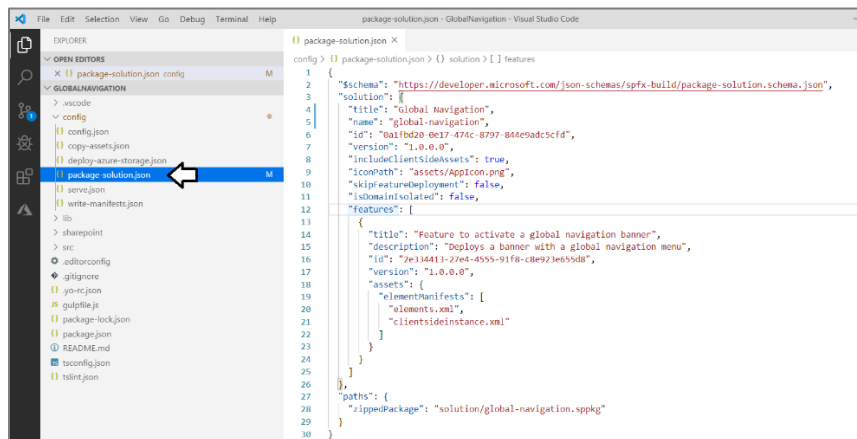 File Edit Selection View Go Debug Terminal Help package-solution.json - GlobalNavigation - Visual Studio Code
EXPLORER
OPEN EDITORS
{} package-solution.json config M
GLOBALNAVIGATION
.vscode
config
{} config.json
{} copy-assets.json
{} deploy-azure-storage.json
{} package-solution.json M
{} serve.json
{} write-manifests.json
lib
sharepoint
src
.editorconfig
.gitignore
{} .yo-rc.json
JS gulpfile.js
{} package-lock.json
{} package.json
README.md
tsconfig.json
{} tslint.json
{} package-solution.json
config > {} package-solution.json > {} solution > [ ] features
1 {
2 "$schema": "https://developer.microsoft.com/json-schemas/spfx-build/package-solution.schema.json",
3 "solution": {
4 "title": "Global Navigation",
5 "name": "global-navigation",
6 "id": "0a1fbd20-0e17-474c-8797-844e9adc5cfd",
7 "version": "1.0.0.0",
8 "includeClientSideAssets": true,
9 "iconPath": "assets/AppIcon.png",
10 "skipFeatureDeployment": false,
11 "isDomainIsolated": false,
12 "features": [
13 {
14 "title": "Feature to activate a global navigation banner",
15 "description": "Deploys a banner with a global navigation menu",
16 "id": "2e334413-27e4-4555-91f8-c8e923e655d8",
17 "version": "1.0.0.0",
18 "assets": {
19 "elementManifests": [
20 "elements.xml",
21 "clientsideinstance.xml"
22 ]
23 }
24 }
25 ]
26 },
27 "paths": {
28 "zippedPackage": "solution/global-navigation.sppkg"
29 }
30 }